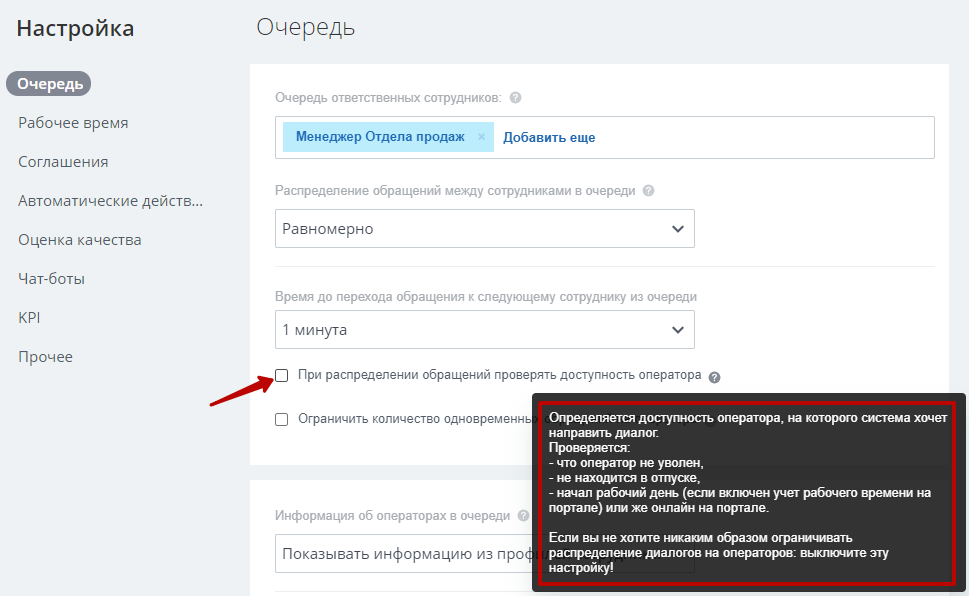 Настройка
Очередь
Рабочее время
Соглашения
Автоматические действ...
Оценка качества
Чат-боты
KPI
Прочее
Очередь
Очередь ответственных сотрудников: ?
Менеджер Отдела продаж × Добавить еще
Распределение обращений между сотрудниками в очереди ?
Равномерно
Время до перехода обращения к следующему сотруднику из очереди
1 минута
При распределении обращений проверять доступность оператора ?
Ограничить количество одновременны
Определяется доступность оператора, на которого система хочет
направить диалог.
Проверяется:
- что оператор не уволен,
- не находится в отпуске,
- начал рабочий день (если включен учет рабочего времени на
портале) или же онлайн на портале.
Если вы не хотите никаким образом ограничивать
распределение диалогов на операторов: выключите эту
настройку!
Информация об операторах в очереди ?
Показывать информацию из проф